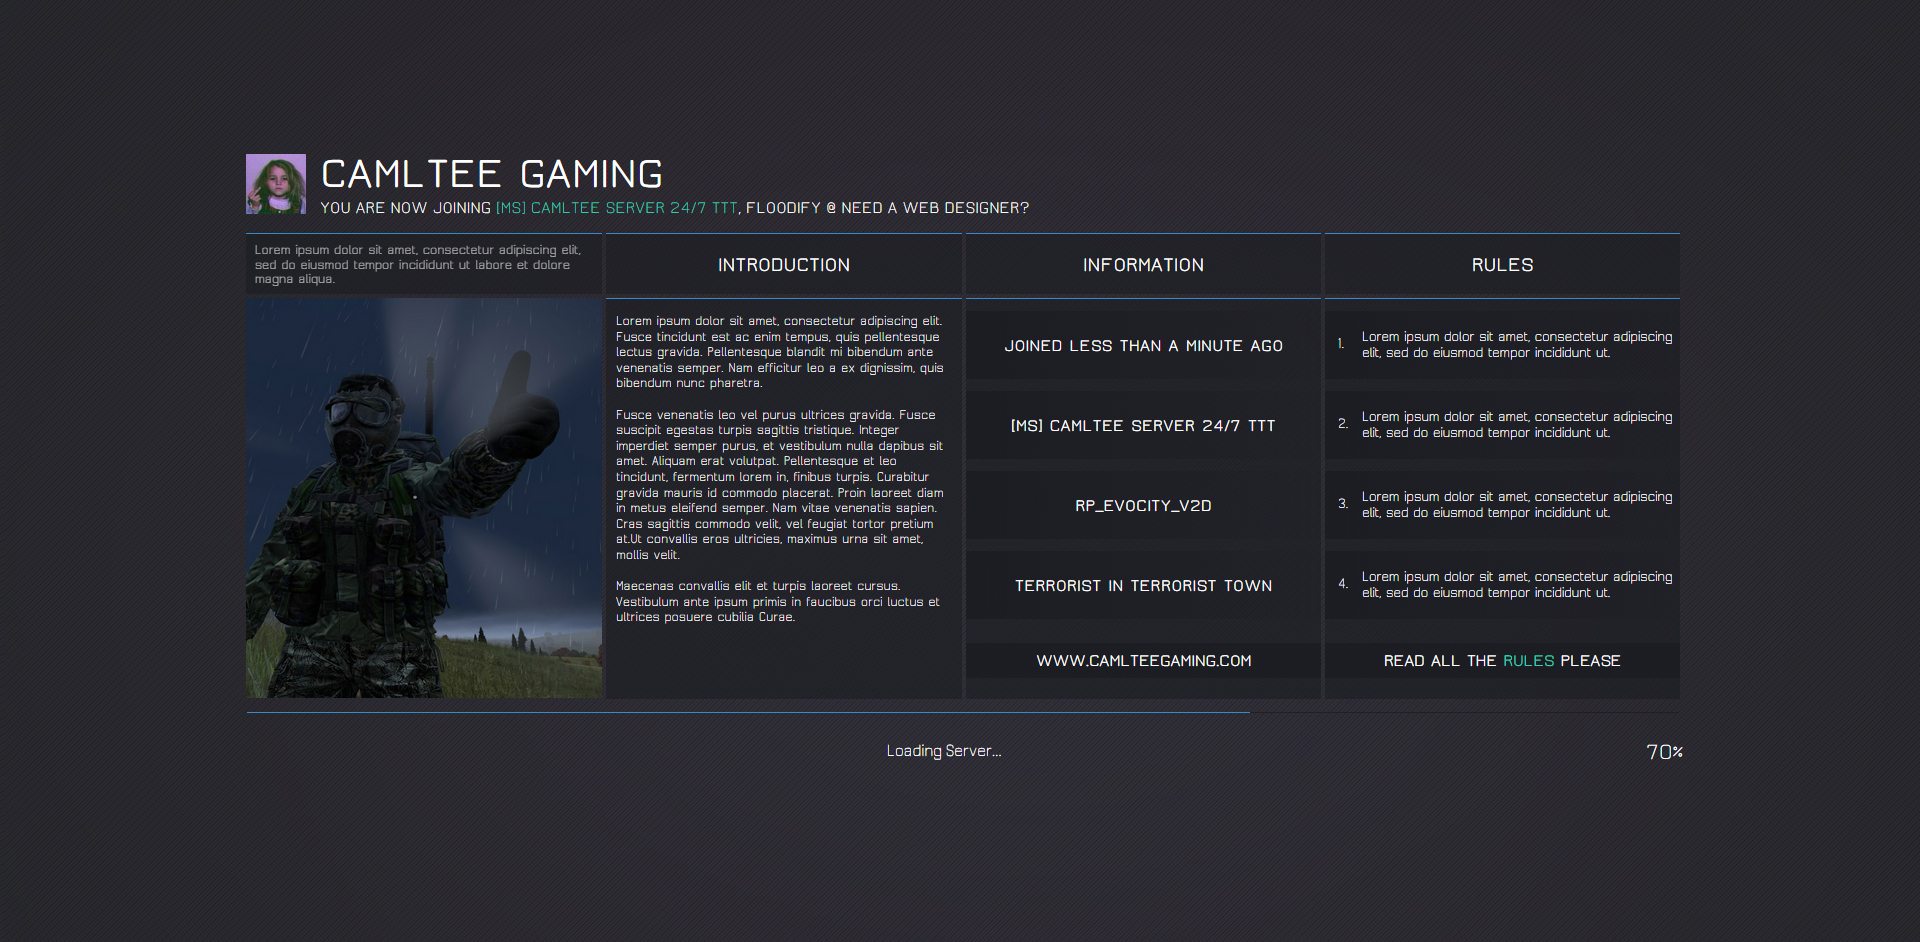 CAMLTEE GAMING
YOU ARE NOW JOINING [MS] CAMLTEE SERVER 24/7 TTT, FLOODIFY @ NEED A WEB DESIGNER?
Lorem ipsum dolor sit amet, consectetur adipiscing elit,
sed do eiusmod tempor incididunt ut labore et dolore
magna aliqua.
INTRODUCTION
Lorem ipsum dolor sit amet, consectetur adipiscing elit.
Fusce tincidunt est ac enim tempus, quis pellentesque
lectus gravida. Pellentesque blandit mi bibendum ante
venenatis semper. Nam efficitur leo a ex dignissim, quis
bibendum nunc pharetra.
Fusce venenatis leo vel purus ultrices gravida. Fusce
suscipit egestas turpis sagittis tristique. Integer
imperdiet semper purus, et vestibulum nulla dapibus sit
amet. Aliquam erat volutpat. Pellentesque et leo
tincidunt, fermentum lorem in, finibus turpis. Curabitur
gravida mauris id commodo placerat. Proin laoreet diam
in metus eleifend semper. Nam vitae venenatis sapien.
Cras sagittis commodo velit, vel feugiat tortor pretium
at.Ut convallis eros ultricies, maximus urna sit amet,
mollis velit.
Maecenas convallis elit et turpis laoreet cursus.
Vestibulum ante ipsum primis in faucibus orci luctus et
ultrices posuere cubilia Curae.
INFORMATION
JOINED LESS THAN A MINUTE AGO
[MS] CAMLTEE SERVER 24/7 TTT
RP_EVOCITY_V2D
TERRORIST IN TERRORIST TOWN
WWW.CAMLTEEGAMING.COM
RULES
1. Lorem ipsum dolor sit amet, consectetur adipiscing
elit, sed do eiusmod tempor incididunt ut.
2. Lorem ipsum dolor sit amet, consectetur adipiscing
elit, sed do eiusmod tempor incididunt ut.
3. Lorem ipsum dolor sit amet, consectetur adipiscing
elit, sed do eiusmod tempor incididunt ut.
4. Lorem ipsum dolor sit amet, consectetur adipiscing
elit, sed do eiusmod tempor incididunt ut.
READ ALL THE RULES PLEASE
Loading Server...
70%